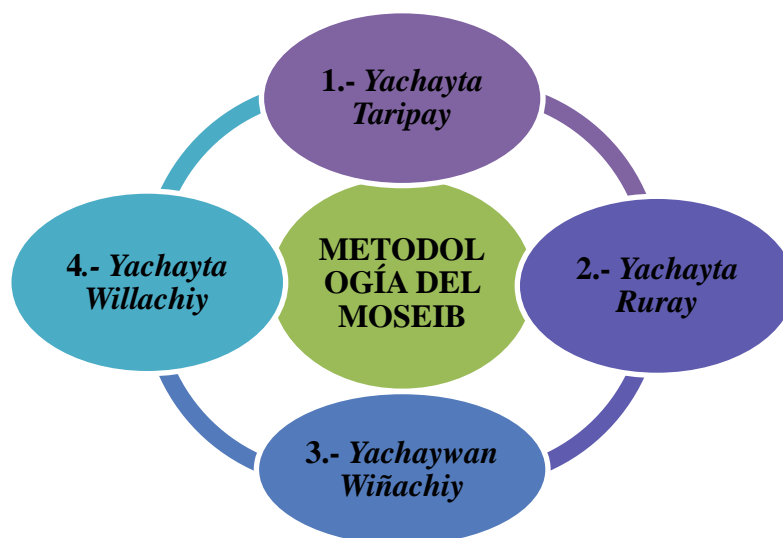 1.- Yachayta
Taripay
METODOL
OGÍA DEL
MOSEIB
2.- Yachayta
Ruray
3.- Yachaywan
Wiñachiy
4.- Yachayta
Willachiy